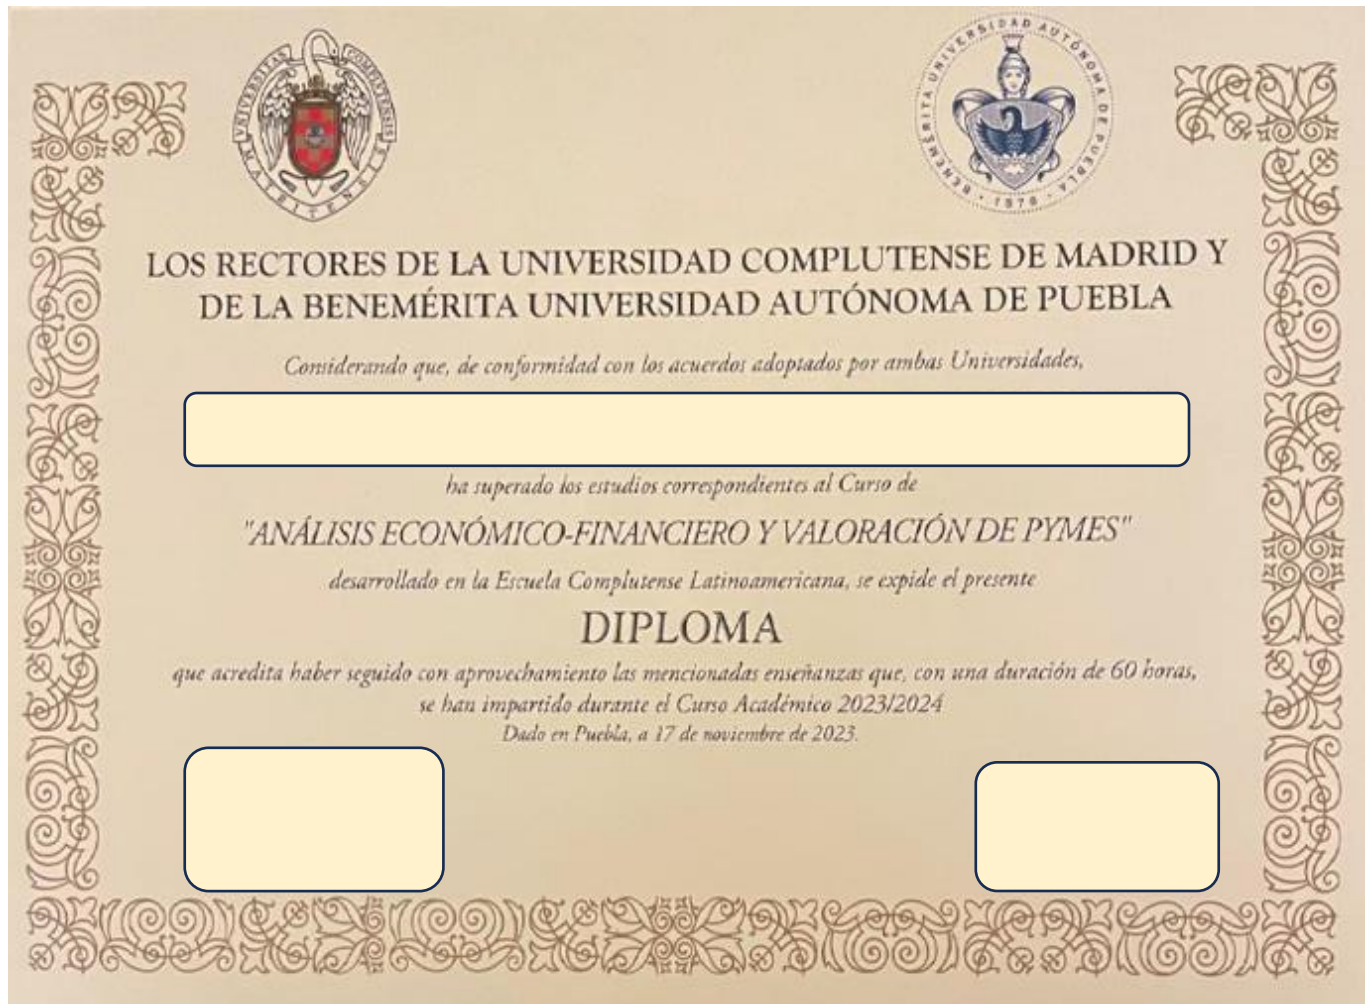 VNIVERSITAS COMPLVTENSIS
MATRITENSIS
BENEMÉRITA UNIVERSIDAD AUTÓNOMA DE PUEBLA
· 1978 ·
LOS RECTORES DE LA UNIVERSIDAD COMPLUTENSE DE MADRID Y
DE LA BENEMÉRITA UNIVERSIDAD AUTÓNOMA DE PUEBLA
Considerando que, de conformidad con los acuerdos adoptados por ambas Universidades,
ha superado los estudios correspondientes al Curso de
"ANÁLISIS ECONÓMICO-FINANCIERO Y VALORACIÓN DE PYMES"
desarrollado en la Escuela Complutense Latinoamericana, se expide el presente
DIPLOMA
que acredita haber seguido con aprovechamiento las mencionadas enseñanzas que, con una duración de 60 horas,
se han impartido durante el Curso Académico 2023/2024
Dado en Puebla, a 17 de noviembre de 2023.